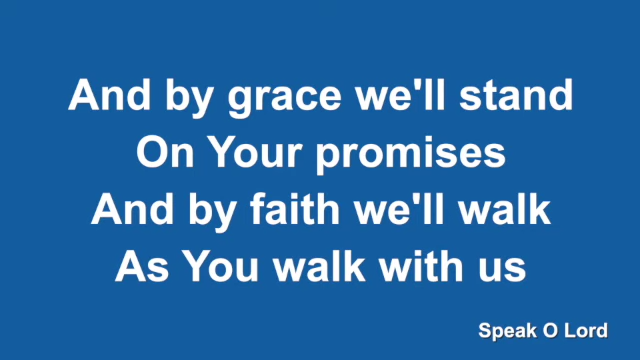 And by grace we'll stand
On Your promises
And by faith we'll walk
As You walk with us
Speak O Lord